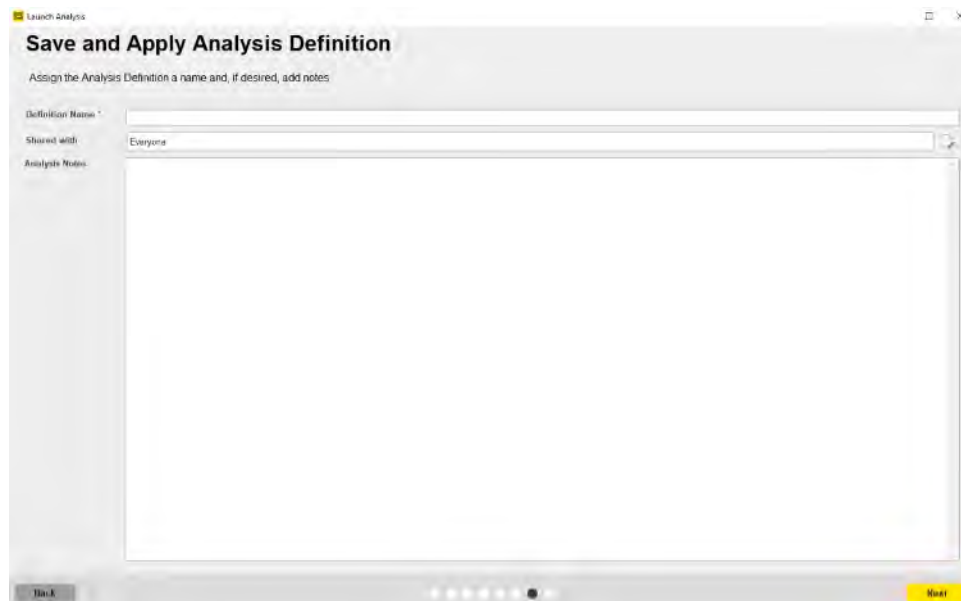 Launch Analysis
Save and Apply Analysis Definition
Assign the Analysis Definition a name and, if desired, add notes
Definition Name *
Shared with
Everyone
Analysis Notes
Back
Next